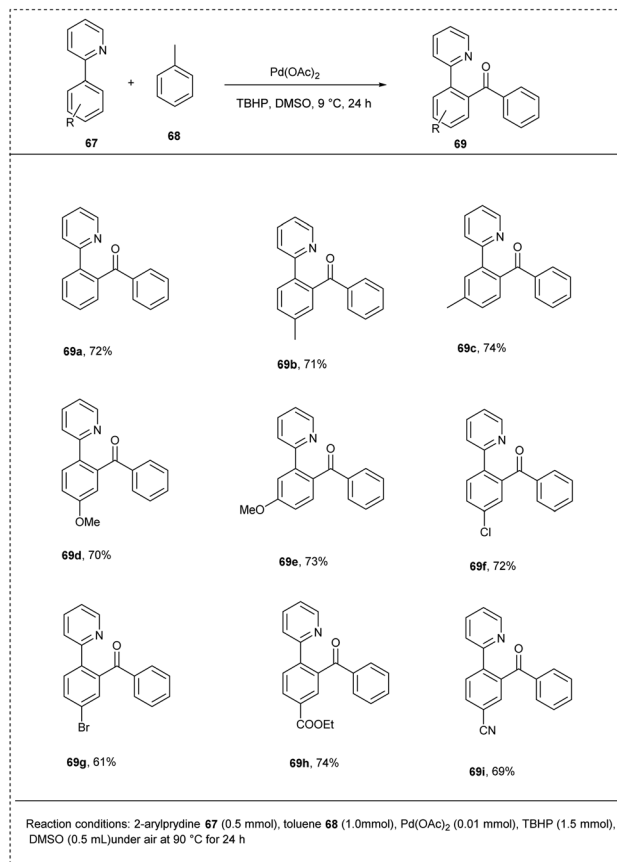 N
N
O
R
+
Pd(OAc)2
TBHP, DMSO, 9 °C, 24 h
R
67
68
69
N
O
N
O
N
O
69a, 72%
69b, 71%
69c, 74%
N
O
N
O
N
O
OMe
MeO
Cl
69d, 70%
69e, 73%
69f, 72%
N
O
N
O
N
O
Br
COOEt
CN
69g, 61%
69h, 74%
69i, 69%
Reaction conditions: 2-arylprydine 67 (0.5 mmol), toluene 68 (1.0mmol), Pd(OAc)2 (0.01 mmol), TBHP (1.5 mmol),
DMSO (0.5 mL)under air at 90 °C for 24 h